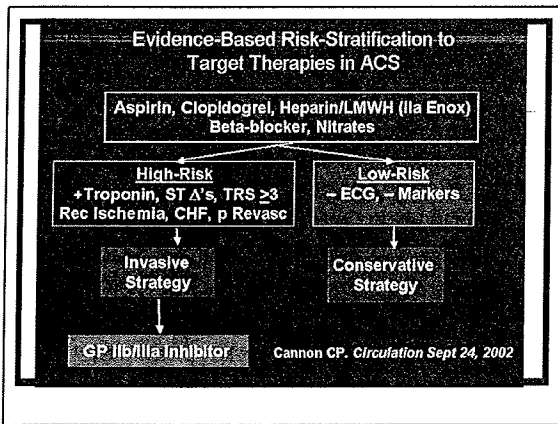 Evidence-Based Risk-Stratification to
Target Therapies in ACS
Aspirin, Clopidogrel, Heparin/LMWH (IIa Enox)
Beta-blocker, Nitrates
High-Risk
+Troponin, ST Δ's, TRS ≥3
Rec Ischemia, CHF, p Revasc
Low-Risk
– ECG, – Markers
Invasive
Strategy
Conservative
Strategy
GP IIb/IIIa Inhibitor
Cannon CP. Circulation Sept 24, 2002